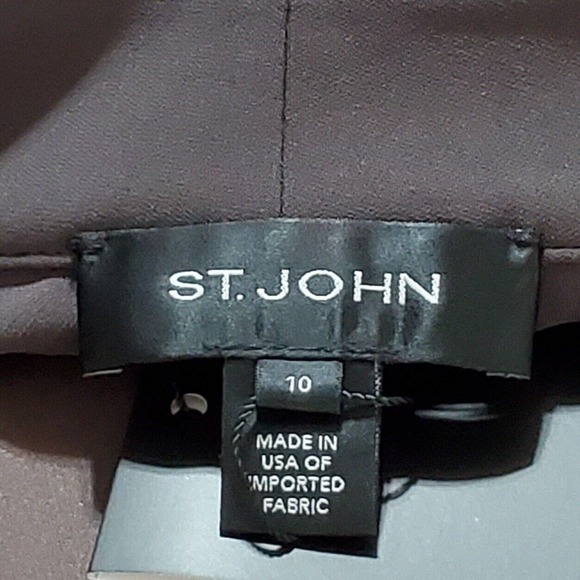 ST. JOHN
10
MADE IN
USA OF
IMPORTED
FABRIC